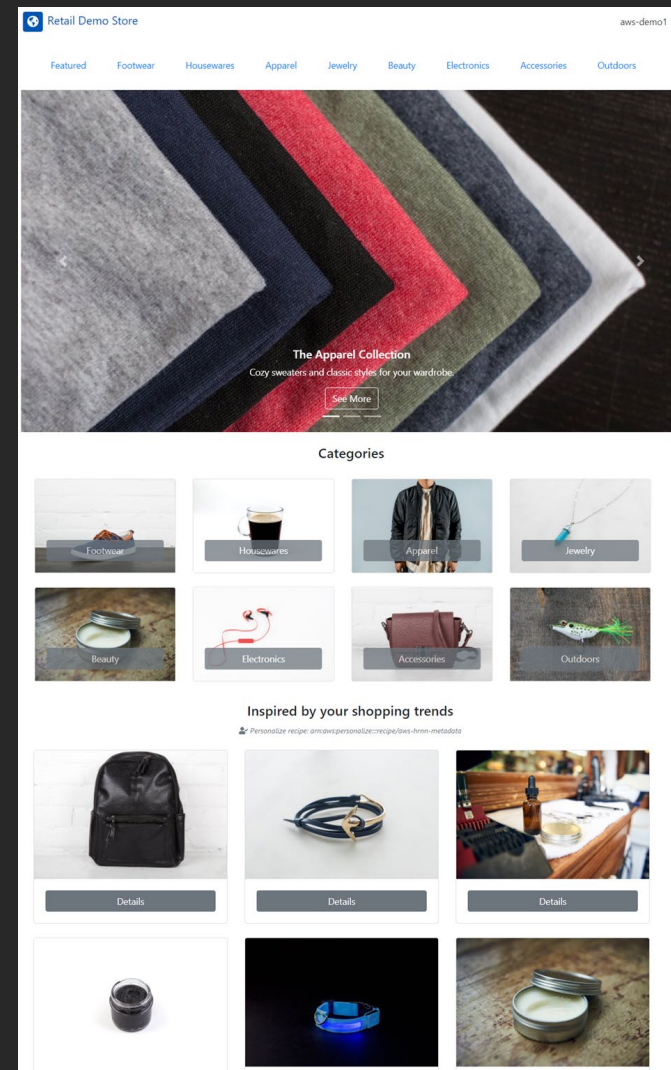 Retail Demo Store
aws-demo1
Featured Footwear Housewares Apparel Jewelry Beauty Electronics Accessories Outdoors
The Apparel Collection
Cozy sweaters and classic styles for your wardrobe.
See More
Categories
Footwear Housewares Apparel Jewelry
Beauty Electronics Accessories Outdoors
Inspired by your shopping trends
Personalize recipe: arn:aws:personalize:::recipe/aws-hrnn-metadata
Details Details Details